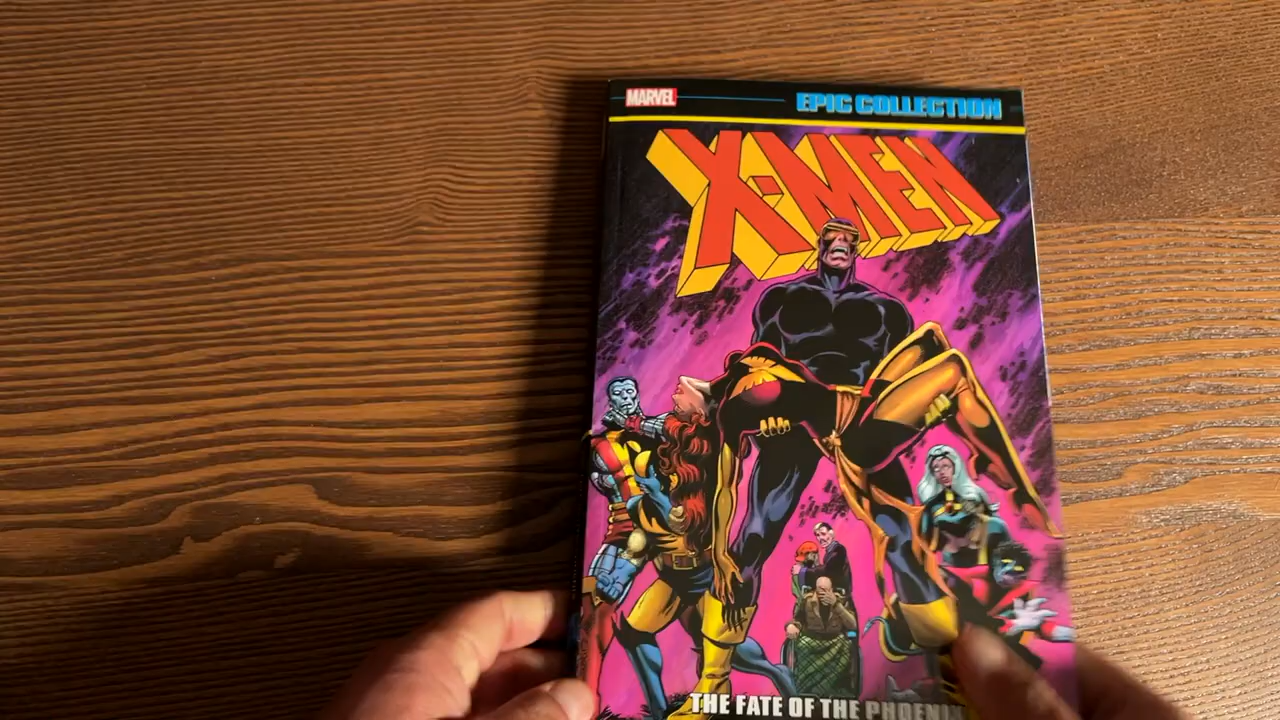 MARVEL
EPIC COLLECTION
X-MEN
THE FATE OF THE PHOENIX